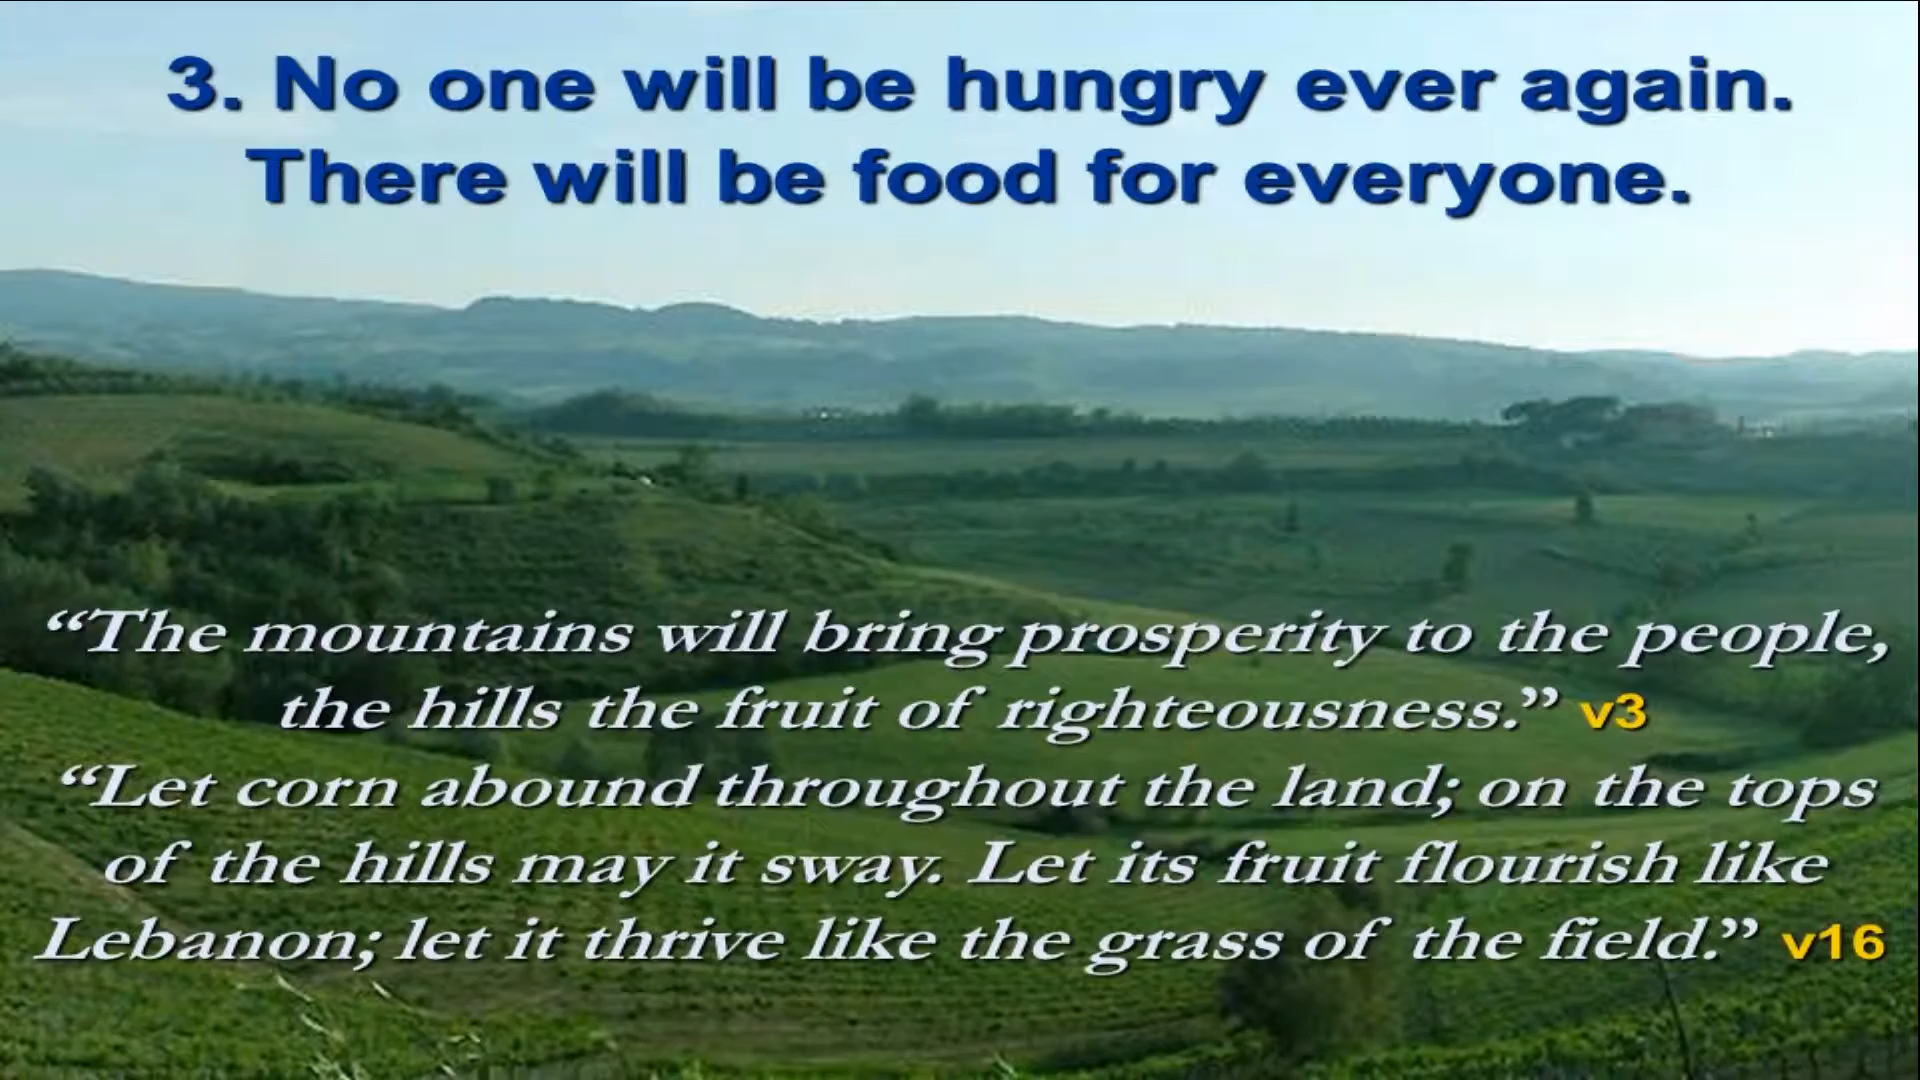 3. No one will be hungry ever again.
There will be food for everyone.
“The mountains will bring prosperity to the people,
the hills the fruit of righteousness.” v3
“Let corn abound throughout the land; on the tops
of the hills may it sway. Let its fruit flourish like
Lebanon; let it thrive like the grass of the field.” v16